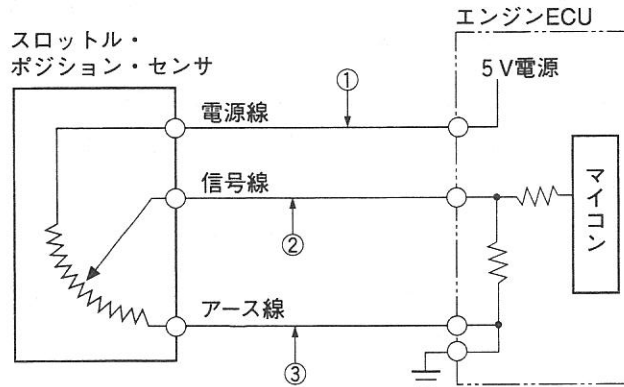 エンジンECU
スロットル・
ポジション・センサ
5V電源
①
電源線
信号線
②
マイコン
アース線
③